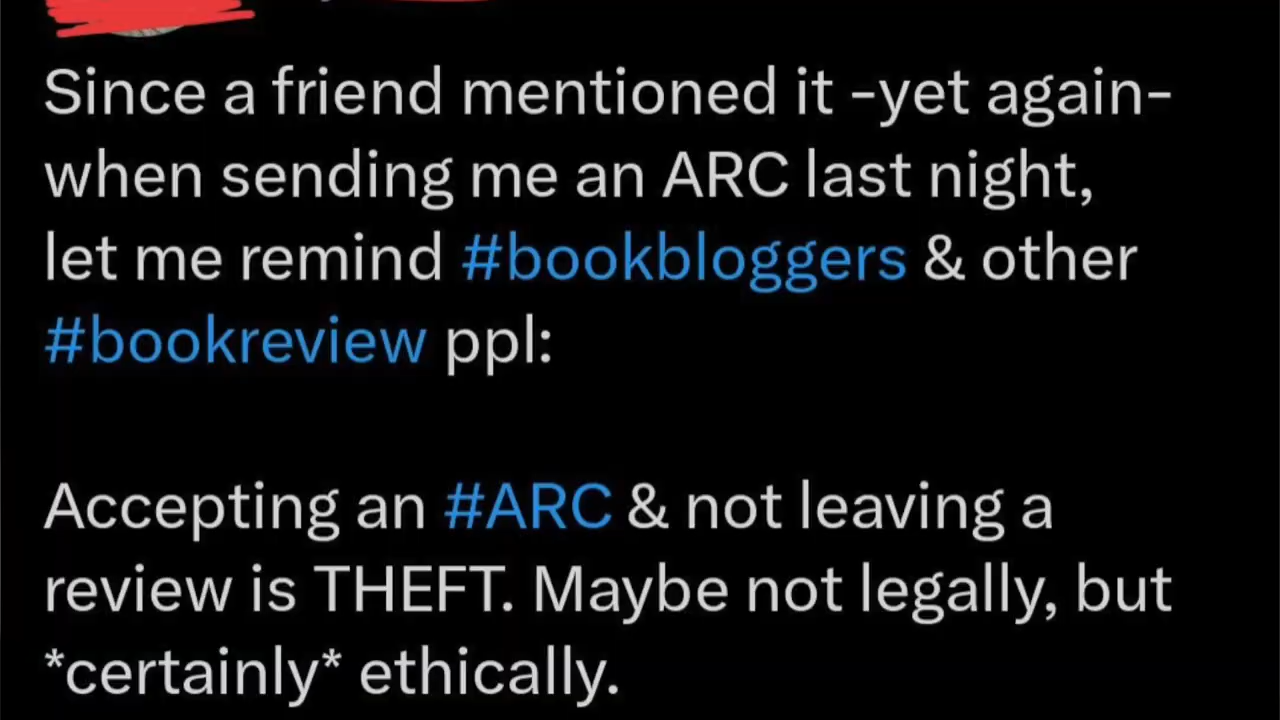 Since a friend mentioned it -yet again-
when sending me an ARC last night,
let me remind #bookbloggers & other
#bookreview ppl:
Accepting an #ARC & not leaving a
review is THEFT. Maybe not legally, but
*certainly* ethically.